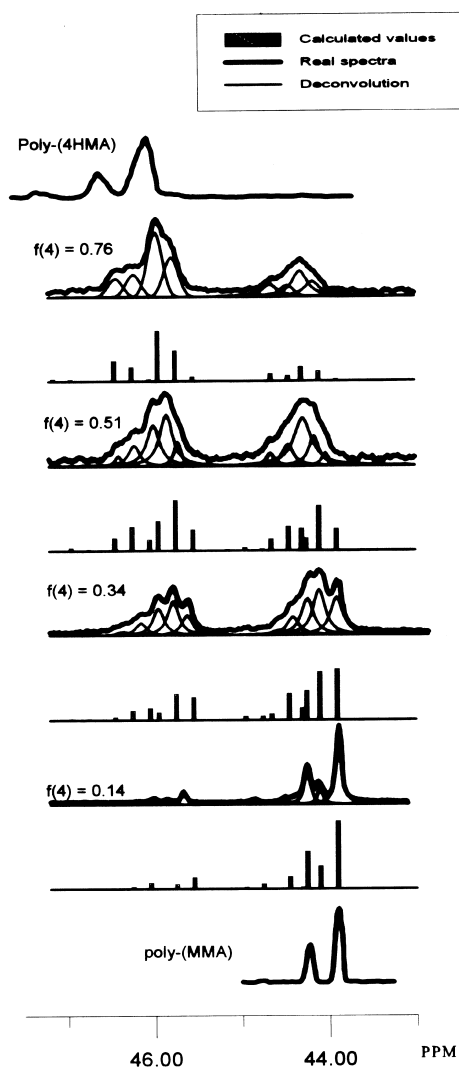 Calculated values
Real spectra
Deconvolution
Poly-(4HMA)
f(4) = 0.76
f(4) = 0.51
f(4) = 0.34
f(4) = 0.14
poly-(MMA)
46.00 44.00 PPM